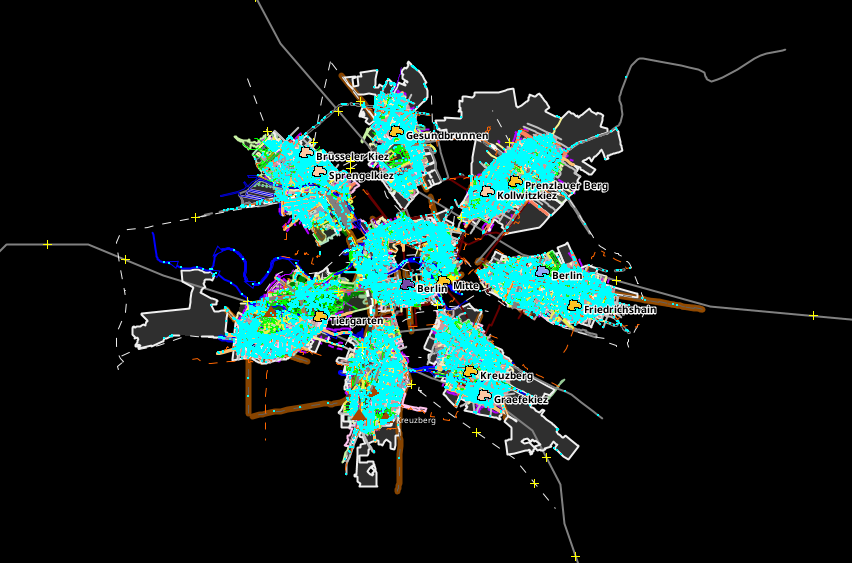 Gesundbrunnen
Brüsseler Kiez
Sprengelkiez
Prenzlauer Berg
Kollwitzkiez
Berlin
Berlin
Mitte
Friedrichshain
Tiergarten
Kreuzberg
Graefekiez
Kreuzberg